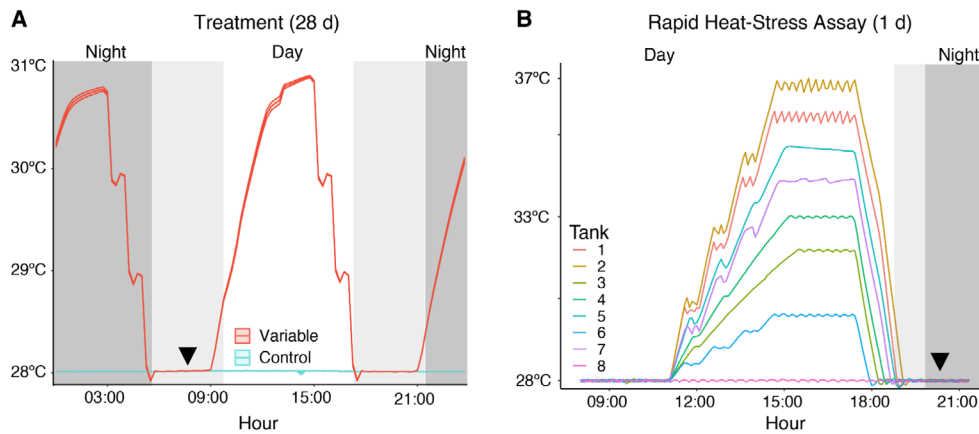 A
Treatment (28 d)
Night
Day
Night
31ºC
30ºC
29ºC
28ºC
Variable
Control
03:00
09:00
15:00
21:00
Hour
B
Rapid Heat-Stress Assay (1 d)
Day
Night
37ºC
33ºC
28ºC
Tank
1
2
3
4
5
6
7
8
09:00
12:00
15:00
18:00
21:00
Hour